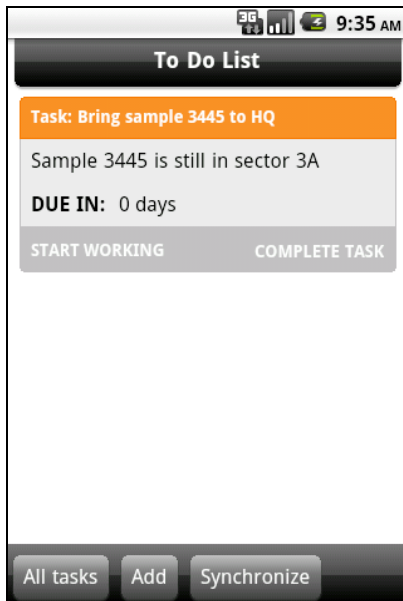 3G 9:35 AM
To Do List
Task: Bring sample 3445 to HQ
Sample 3445 is still in sector 3A
DUE IN: 0 days
START WORKING COMPLETE TASK
All tasks Add Synchronize